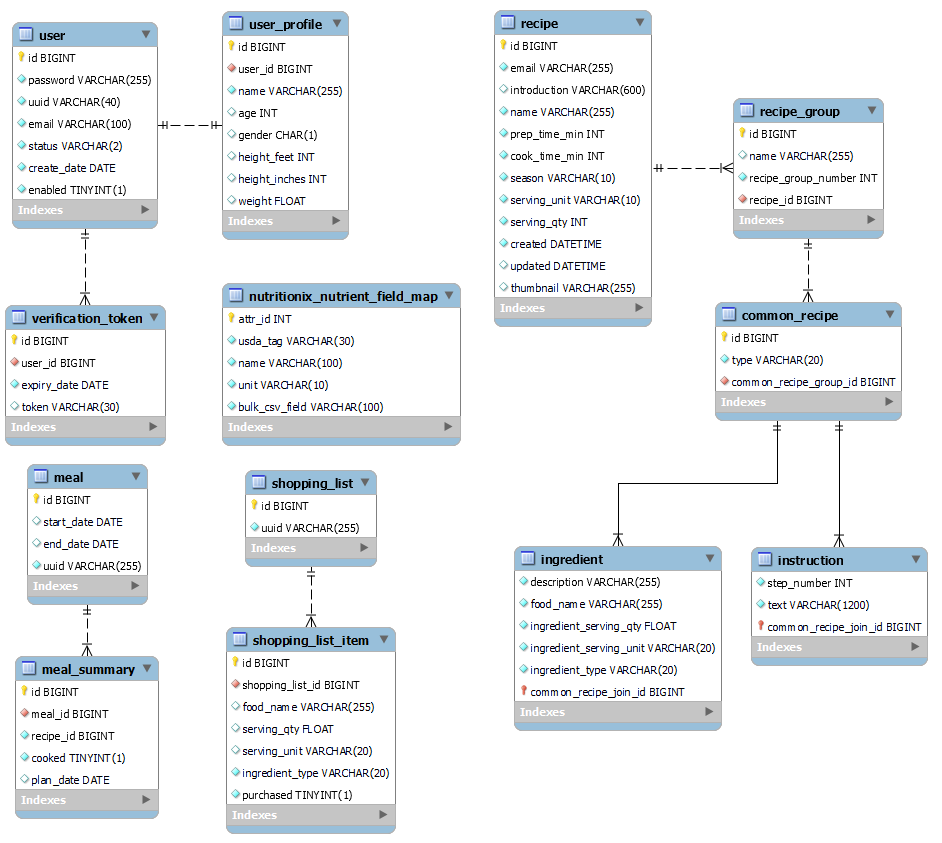 user
id BIGINT
password VARCHAR(255)
uuid VARCHAR(40)
email VARCHAR(100)
status VARCHAR(2)
create_date DATE
enabled TINYINT(1)
Indexes
user_profile
id BIGINT
user_id BIGINT
name VARCHAR(255)
age INT
gender CHAR(1)
height_feet INT
height_inches INT
weight FLOAT
Indexes
recipe
id BIGINT
email VARCHAR(255)
introduction VARCHAR(600)
name VARCHAR(255)
prep_time_min INT
cook_time_min INT
season VARCHAR(10)
serving_unit VARCHAR(10)
serving_qty INT
created DATETIME
updated DATETIME
thumbnail VARCHAR(255)
Indexes
recipe_group
id BIGINT
name VARCHAR(255)
recipe_group_number INT
recipe_id BIGINT
Indexes
verification_token
id BIGINT
user_id BIGINT
expiry_date DATE
token VARCHAR(30)
Indexes
nutritionix_nutrient_field_map
attr_id INT
usda_tag VARCHAR(30)
name VARCHAR(100)
unit VARCHAR(10)
bulk_csv_field VARCHAR(100)
Indexes
common_recipe
id BIGINT
type VARCHAR(20)
common_recipe_group_id BIGINT
Indexes
meal
id BIGINT
start_date DATE
end_date DATE
uuid VARCHAR(255)
Indexes
shopping_list
id BIGINT
uuid VARCHAR(255)
Indexes
ingredient
description VARCHAR(255)
food_name VARCHAR(255)
ingredient_serving_qty FLOAT
ingredient_serving_unit VARCHAR(20)
ingredient_type VARCHAR(20)
common_recipe_join_id BIGINT
Indexes
instruction
step_number INT
text VARCHAR(1200)
common_recipe_join_id BIGINT
Indexes
meal_summary
id BIGINT
meal_id BIGINT
recipe_id BIGINT
cooked TINYINT(1)
plan_date DATE
Indexes
shopping_list_item
id BIGINT
shopping_list_id BIGINT
food_name VARCHAR(255)
serving_qty FLOAT
serving_unit VARCHAR(20)
ingredient_type VARCHAR(20)
purchased TINYINT(1)
Indexes